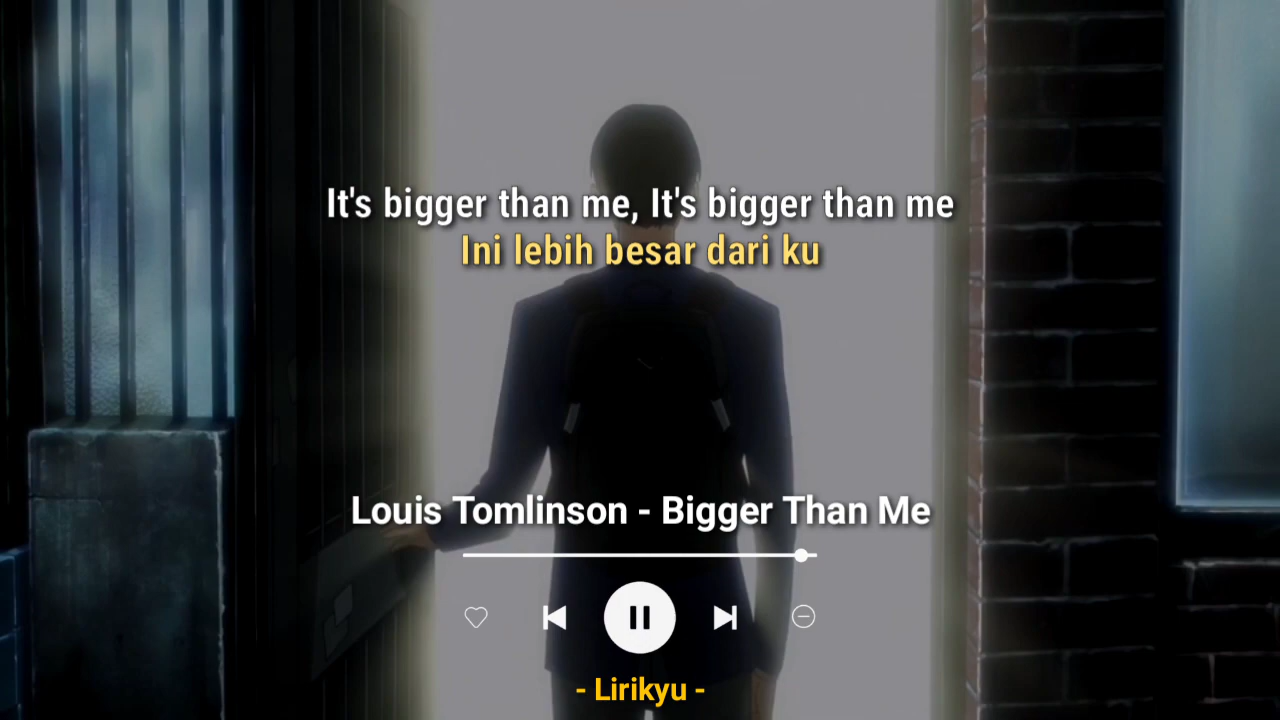 It's bigger than me, It's bigger than me
Ini lebih besar dari ku
Louis Tomlinson - Bigger Than Me
- Lirikyu -